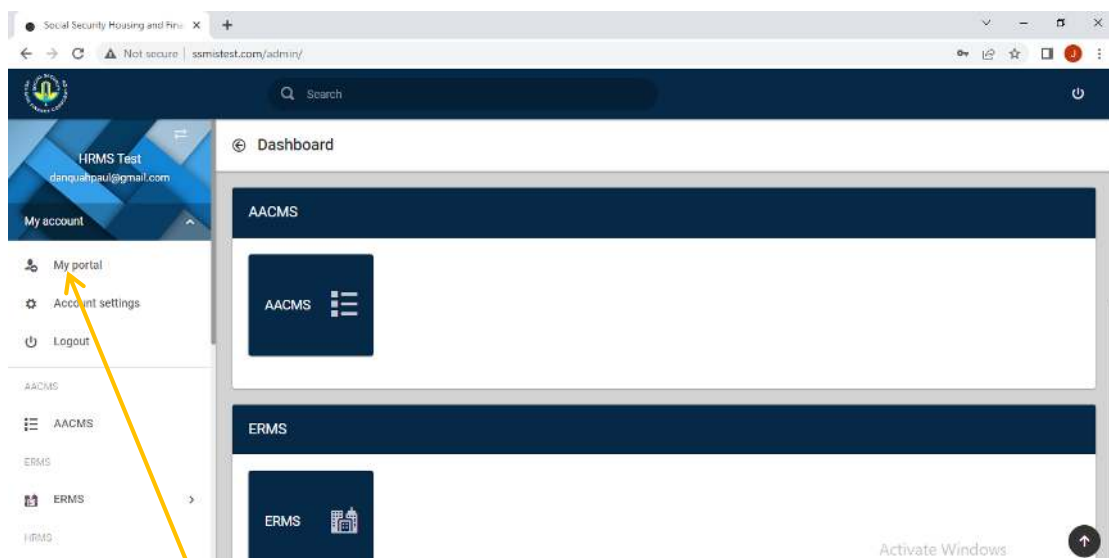 Social Security Housing and Fin
Not secure | ssmistest.com/admin/
J
Search
HRMS Test
danquahpaul@gmail.com
My account
Dashboard
AACMS
My portal
Account settings
AACMS
Logout
AACMS
AACMS
ERMS
ERMS
ERMS
ERMS
HRMS
Activate Windows